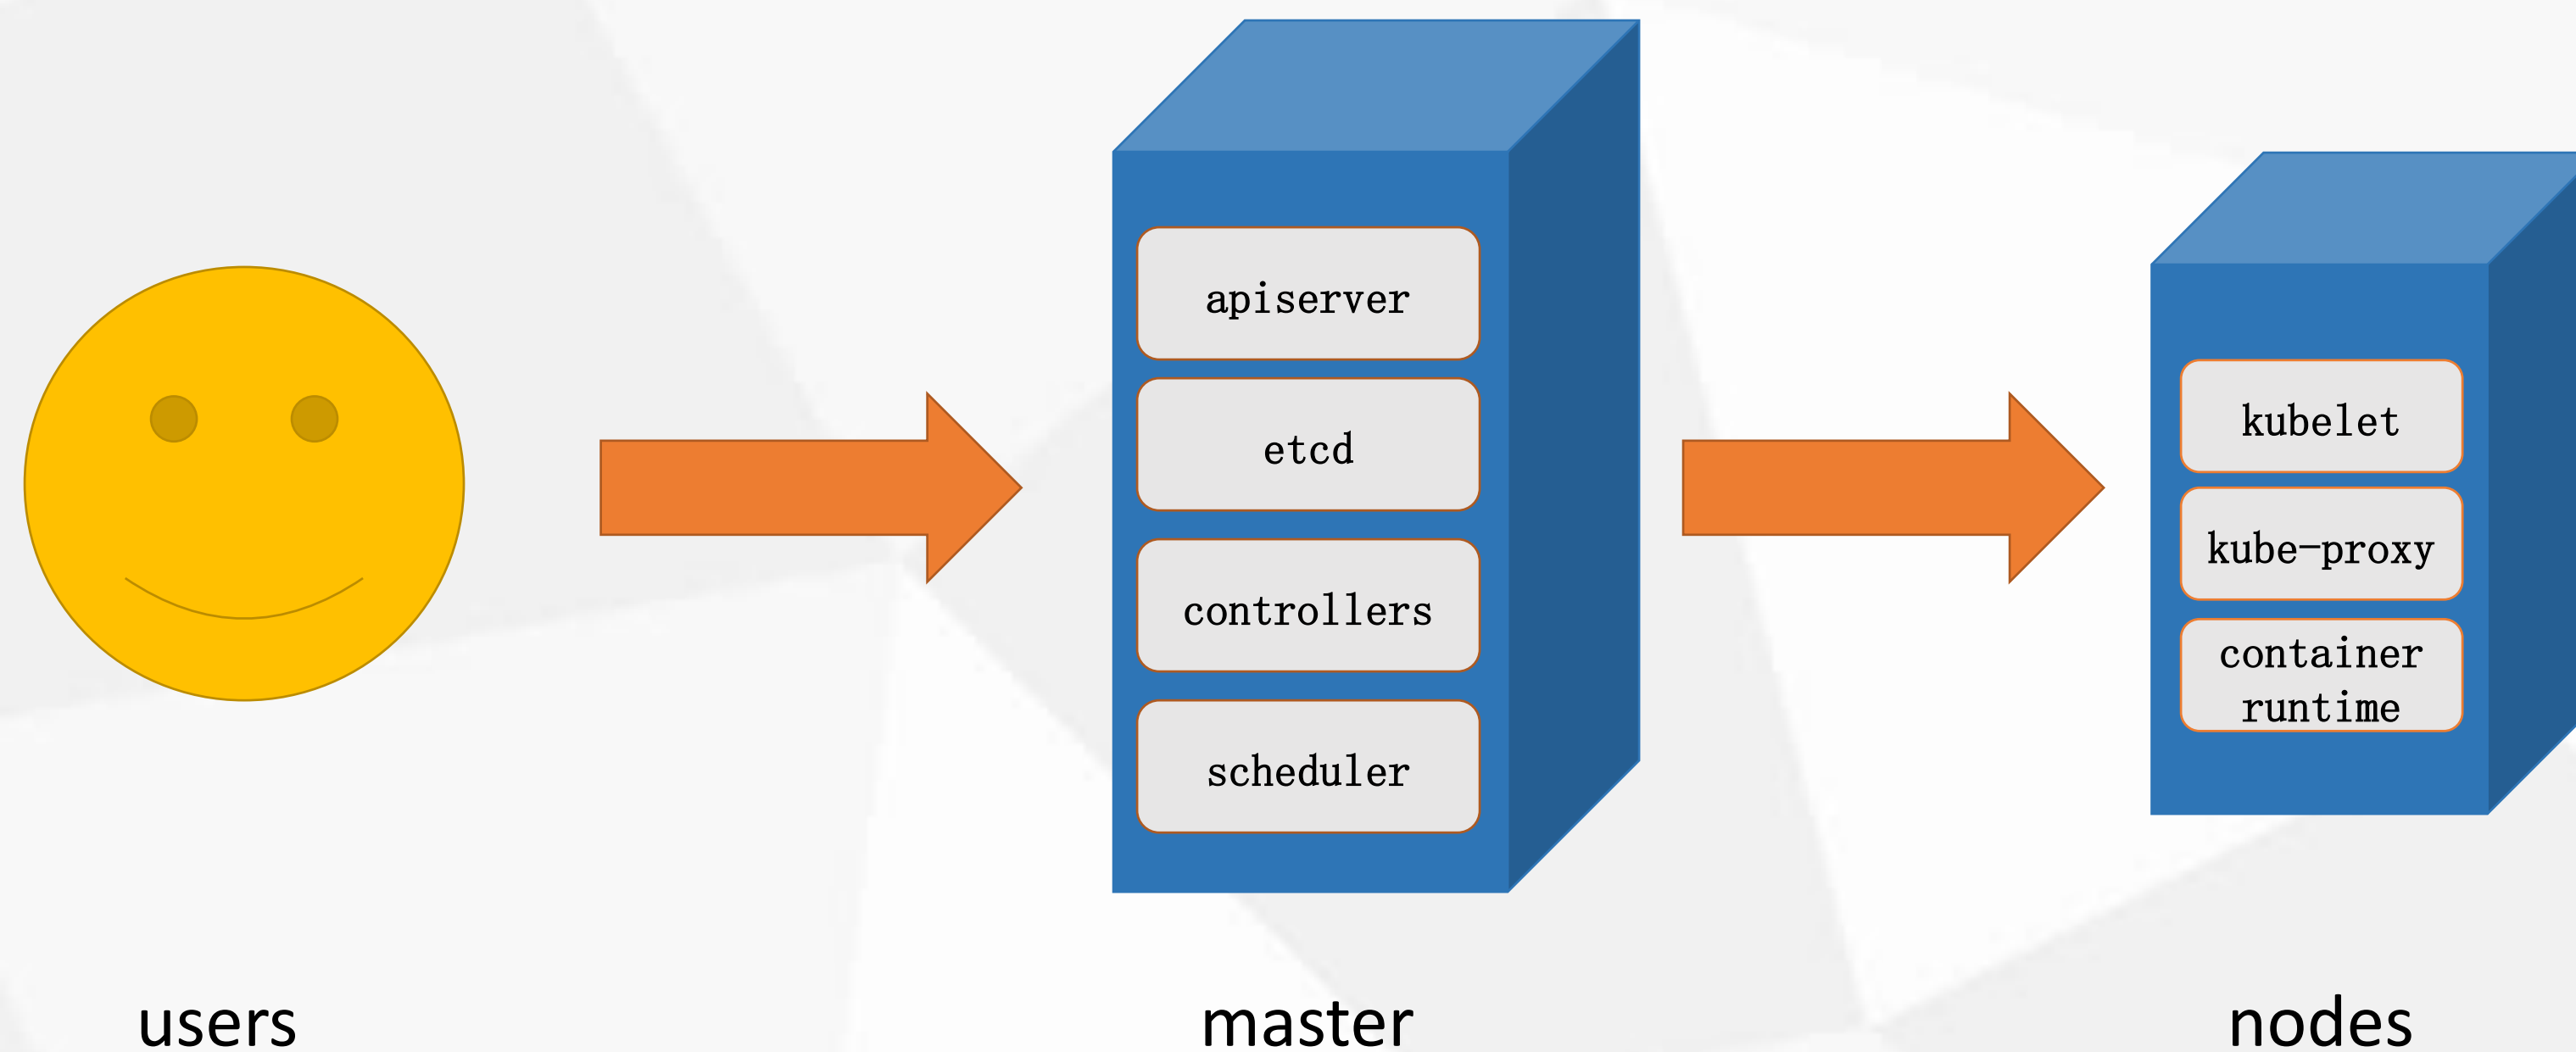 apiserver
etcd
controllers
scheduler
kubelet
kube-proxy
container
runtime
users
master
nodes